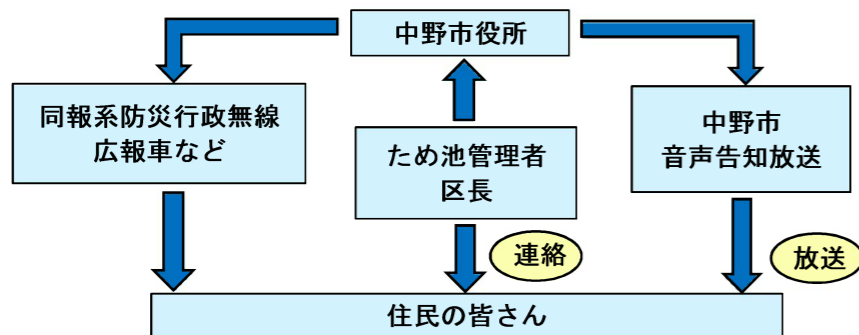 中野市役所
同報系防災行政無線
広報車など
ため池管理者
区長
中野市
音声告知放送
連絡
放送
住民の皆さん